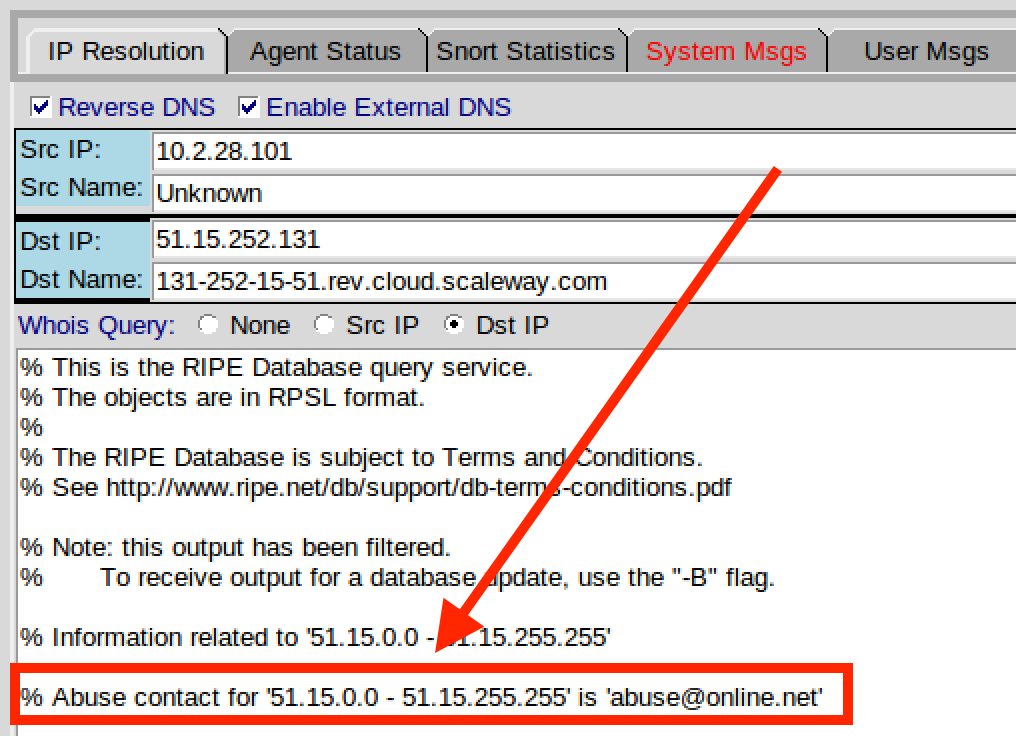 IP Resolution Agent Status Snort Statistics System Msgs User Msgs
Reverse DNS Enable External DNS
Src IP: 10.2.28.101
Src Name: Unknown
Dst IP: 51.15.252.131
Dst Name: 131-252-15-51.rev.cloud.scaleway.com
Whois Query: None Src IP Dst IP
% This is the RIPE Database query service.
% The objects are in RPSL format.
%
% The RIPE Database is subject to Terms and Conditions.
% See http://www.ripe.net/db/support/db-terms-conditions.pdf
% Note: this output has been filtered.
% To receive output for a database update, use the "-B" flag.
% Information related to '51.15.0.0 - 51.15.255.255'
% Abuse contact for '51.15.0.0 - 51.15.255.255' is 'abuse@online.net'